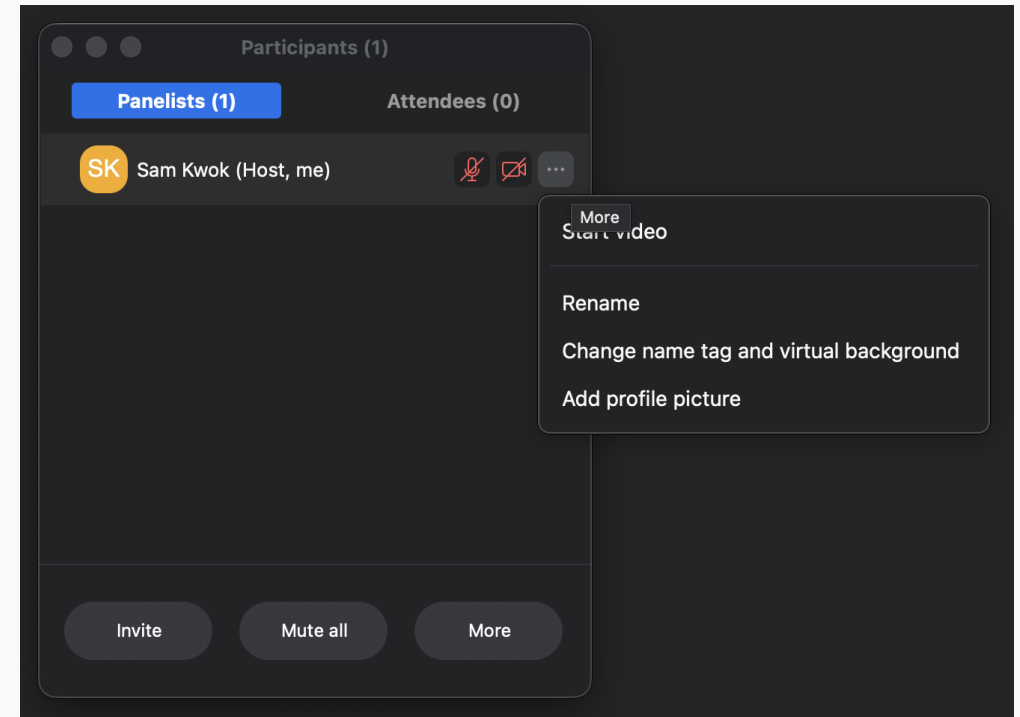 Participants (1)
Panelists (1) Attendees (0)
SK Sam Kwok (Host, me)
More
Start video
Rename
Change name tag and virtual background
Add profile picture
Invite Mute all More